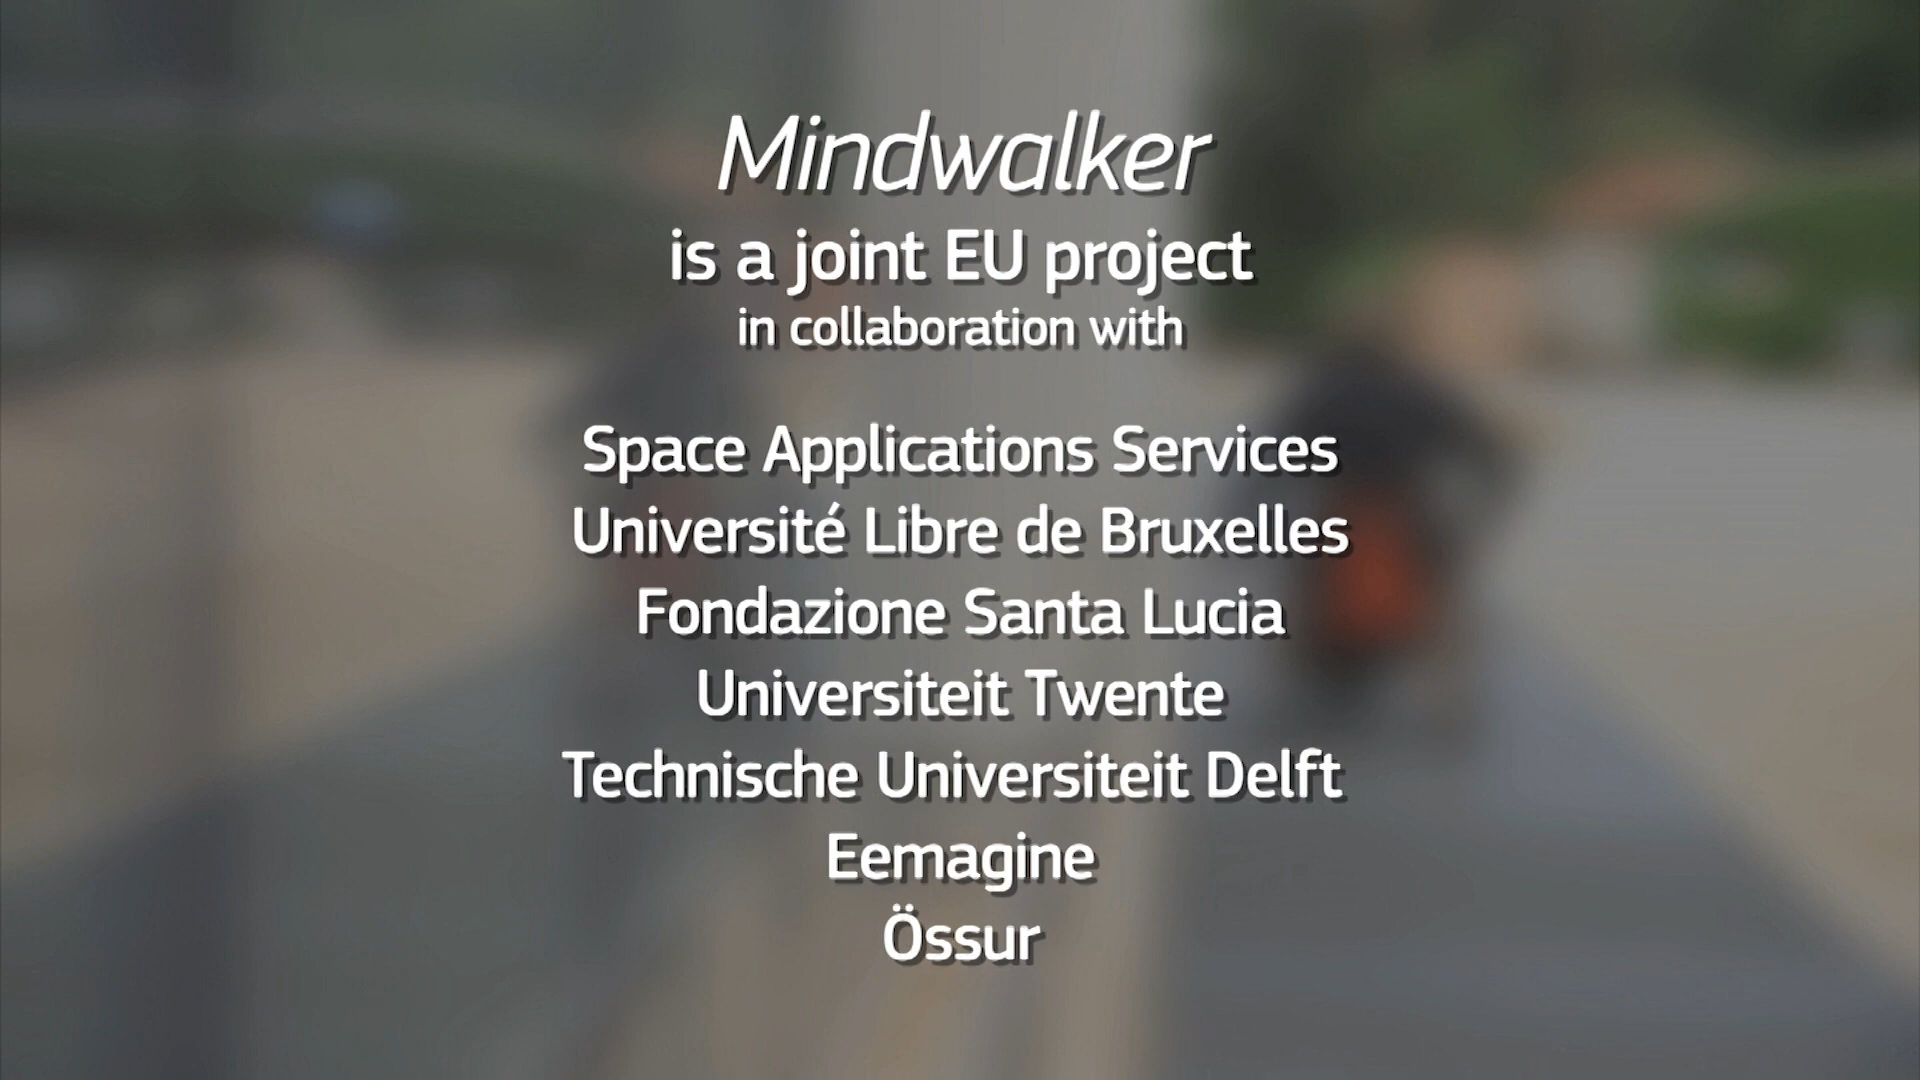 Mindwalker
is a joint EU project
in collaboration with
Space Applications Services
Université Libre de Bruxelles
Fondazione Santa Lucia
Universiteit Twente
Technische Universiteit Delft
Eemagine
Össur